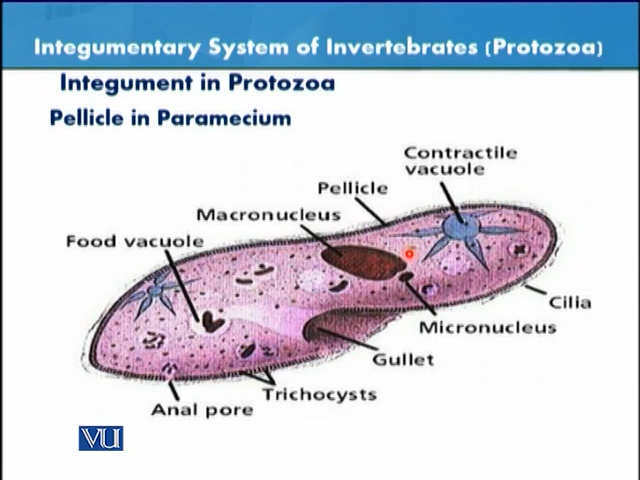 Integumentary System of Invertebrates (Protozoa)
Integument in Protozoa
Pellicle in Paramecium
Contractile
vacuole
Pellicle
Macronucleus
Food vacuole
Cilia
Micronucleus
Gullet
Trichocysts
Anal pore
VU